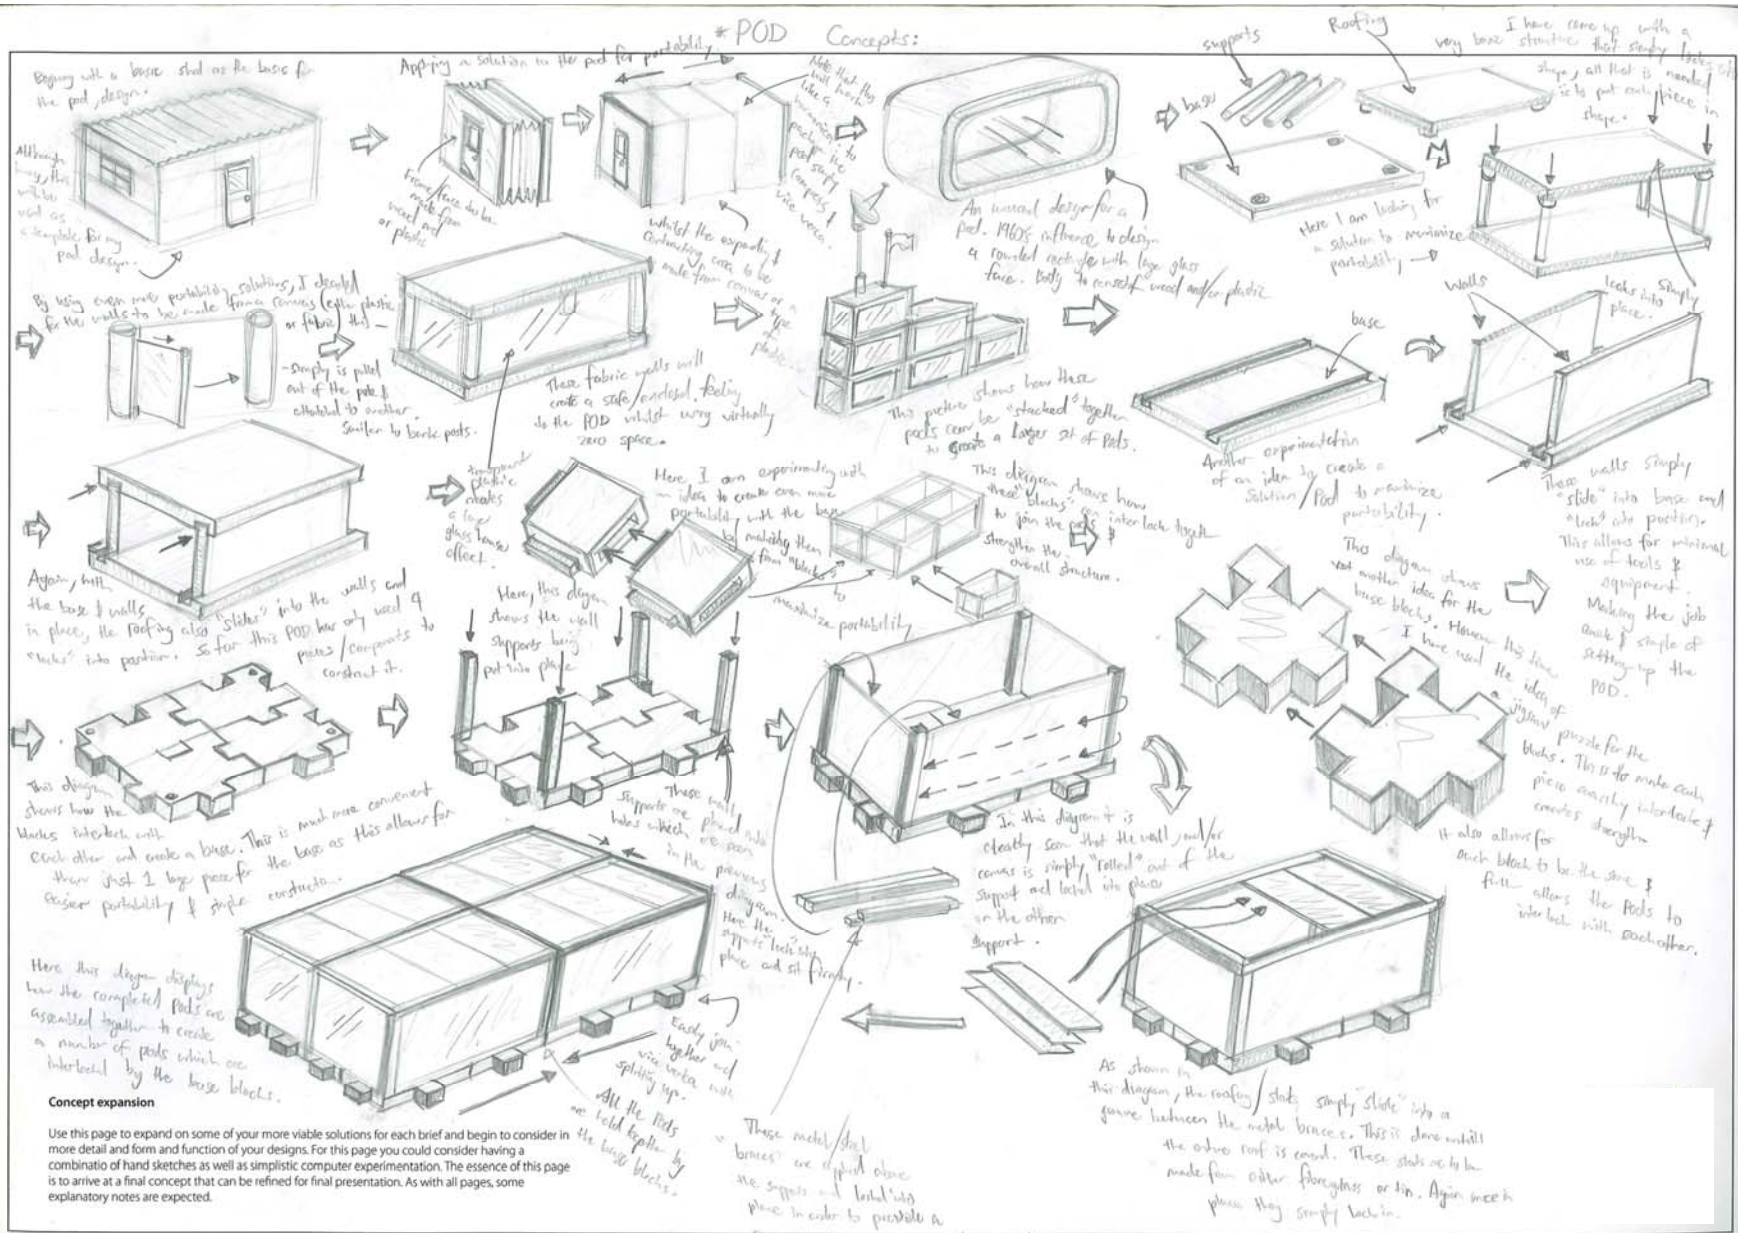 *POD Concepts:
Begining with a basic shed as the basis for
the pod design.
Although
this
will be
used as
a template for my
pod design.
Applying a solution to the pod for portability.
Frame/face to be
made from
wood and
or plastic
Note that this
will work
like a
harmonica, to
pack the
pod simply
compress &
vice versa.
whilst the expanding &
contracting area to be
made from canvas or a
type
of
plastic.
An unusual design for a
pod. 1960's influence to design
a rounded rectangle with large glass
face. Body to consist of wood and/or plastic
supports
Roofing
base
I have come up with a
very basic structure that simply locks into
shape, all that is needed
is to put each piece in
shape.
Here I am looking for
a solution to maximize
portability
By using even more portability solutions, I decided
for the walls to be made from a canvas (either plastic
or fabric) this
- simply is pulled
out of the pole &
attatched to another.
Similar to bank posts.
These fabric walls will
create a safe/enclosed feeling
to the POD whilst using virtually
zero space.
transparent
plastic
creates
a
glass house
effect.
This picture shows how these
pods can be "stacked" together
to create a larger set of Pods.
base
Another experimentation
of an idea to create a
Solution/Pod to maximize
portability.
Walls
Simply
locks into
place.
These walls simply
"slide" into base and
"lock" into position.
This allows for minimal
use of tools &
equipment.
Making the job
quick & simple of
setting-up the
POD.
Again, with
the base & walls
in place, the roofing also "slides" into the walls and
"locks" into position. So far this POD has only used 4
pieces/components to
construct it.
Here I am experimenting with
an idea to create even more
portability with the base
by making them
from "blocks"
to
maximize portability
This diagram shows how
these "blocks" can interlock together
to join the pods &
strengthen the
overall structure.
This diagram shows
yet another idea for the
base blocks. However this time
I have used the idea of
a jigsaw puzzle for the
blocks. This is to make each
piece easily interlock &
creates strength
It also allows for
each block to be the same &
allows the Pods to
interlock with eachother.
This diagram
shows how the
blocks interlock with
each other and create a base. This is much more convenient
than just 1 large piece for the base as this allows for
easier portability & simple construction.
Here, this diagram
shows the wall
supports being
put into place
These wall
supports are placed into
holes which are seen
in the previous
diagram.
Here the
supports "lock" into
place and sit firmly.
In this diagram it is
cleatly seen that the wall, and/or
canvas is simply "rolled" out of the
support and locked into place
on the other
support.
Here this diagram displays
how the completed Pods are
assembled together to create
a number of pods which are
interlocked by the base blocks.
Easily join
together and
vice versa with
splitting up.
All the Pods
are held together by
the base blocks.
These metal/steel
"braces" are applied above
the supports and locked into
place in order to provide a
As shown in
this diagram, the roofing/slats simply "slide" into a
groove between the metal braces. This is done untill
the entire roof is coverd. These slats are to be
made from either fibreglass or tin. Again once in
place they simply lock in.
Concept expansion
Use this page to expand on some of your more viable solutions for each brief and begin to consider in
more detail and form and function of your designs. For this page you could consider having a
combinatio of hand sketches as well as simplistic computer experimentation. The essence of this page
is to arrive at a final concept that can be refined for final presentation. As with all pages, some
explanatory notes are expected.